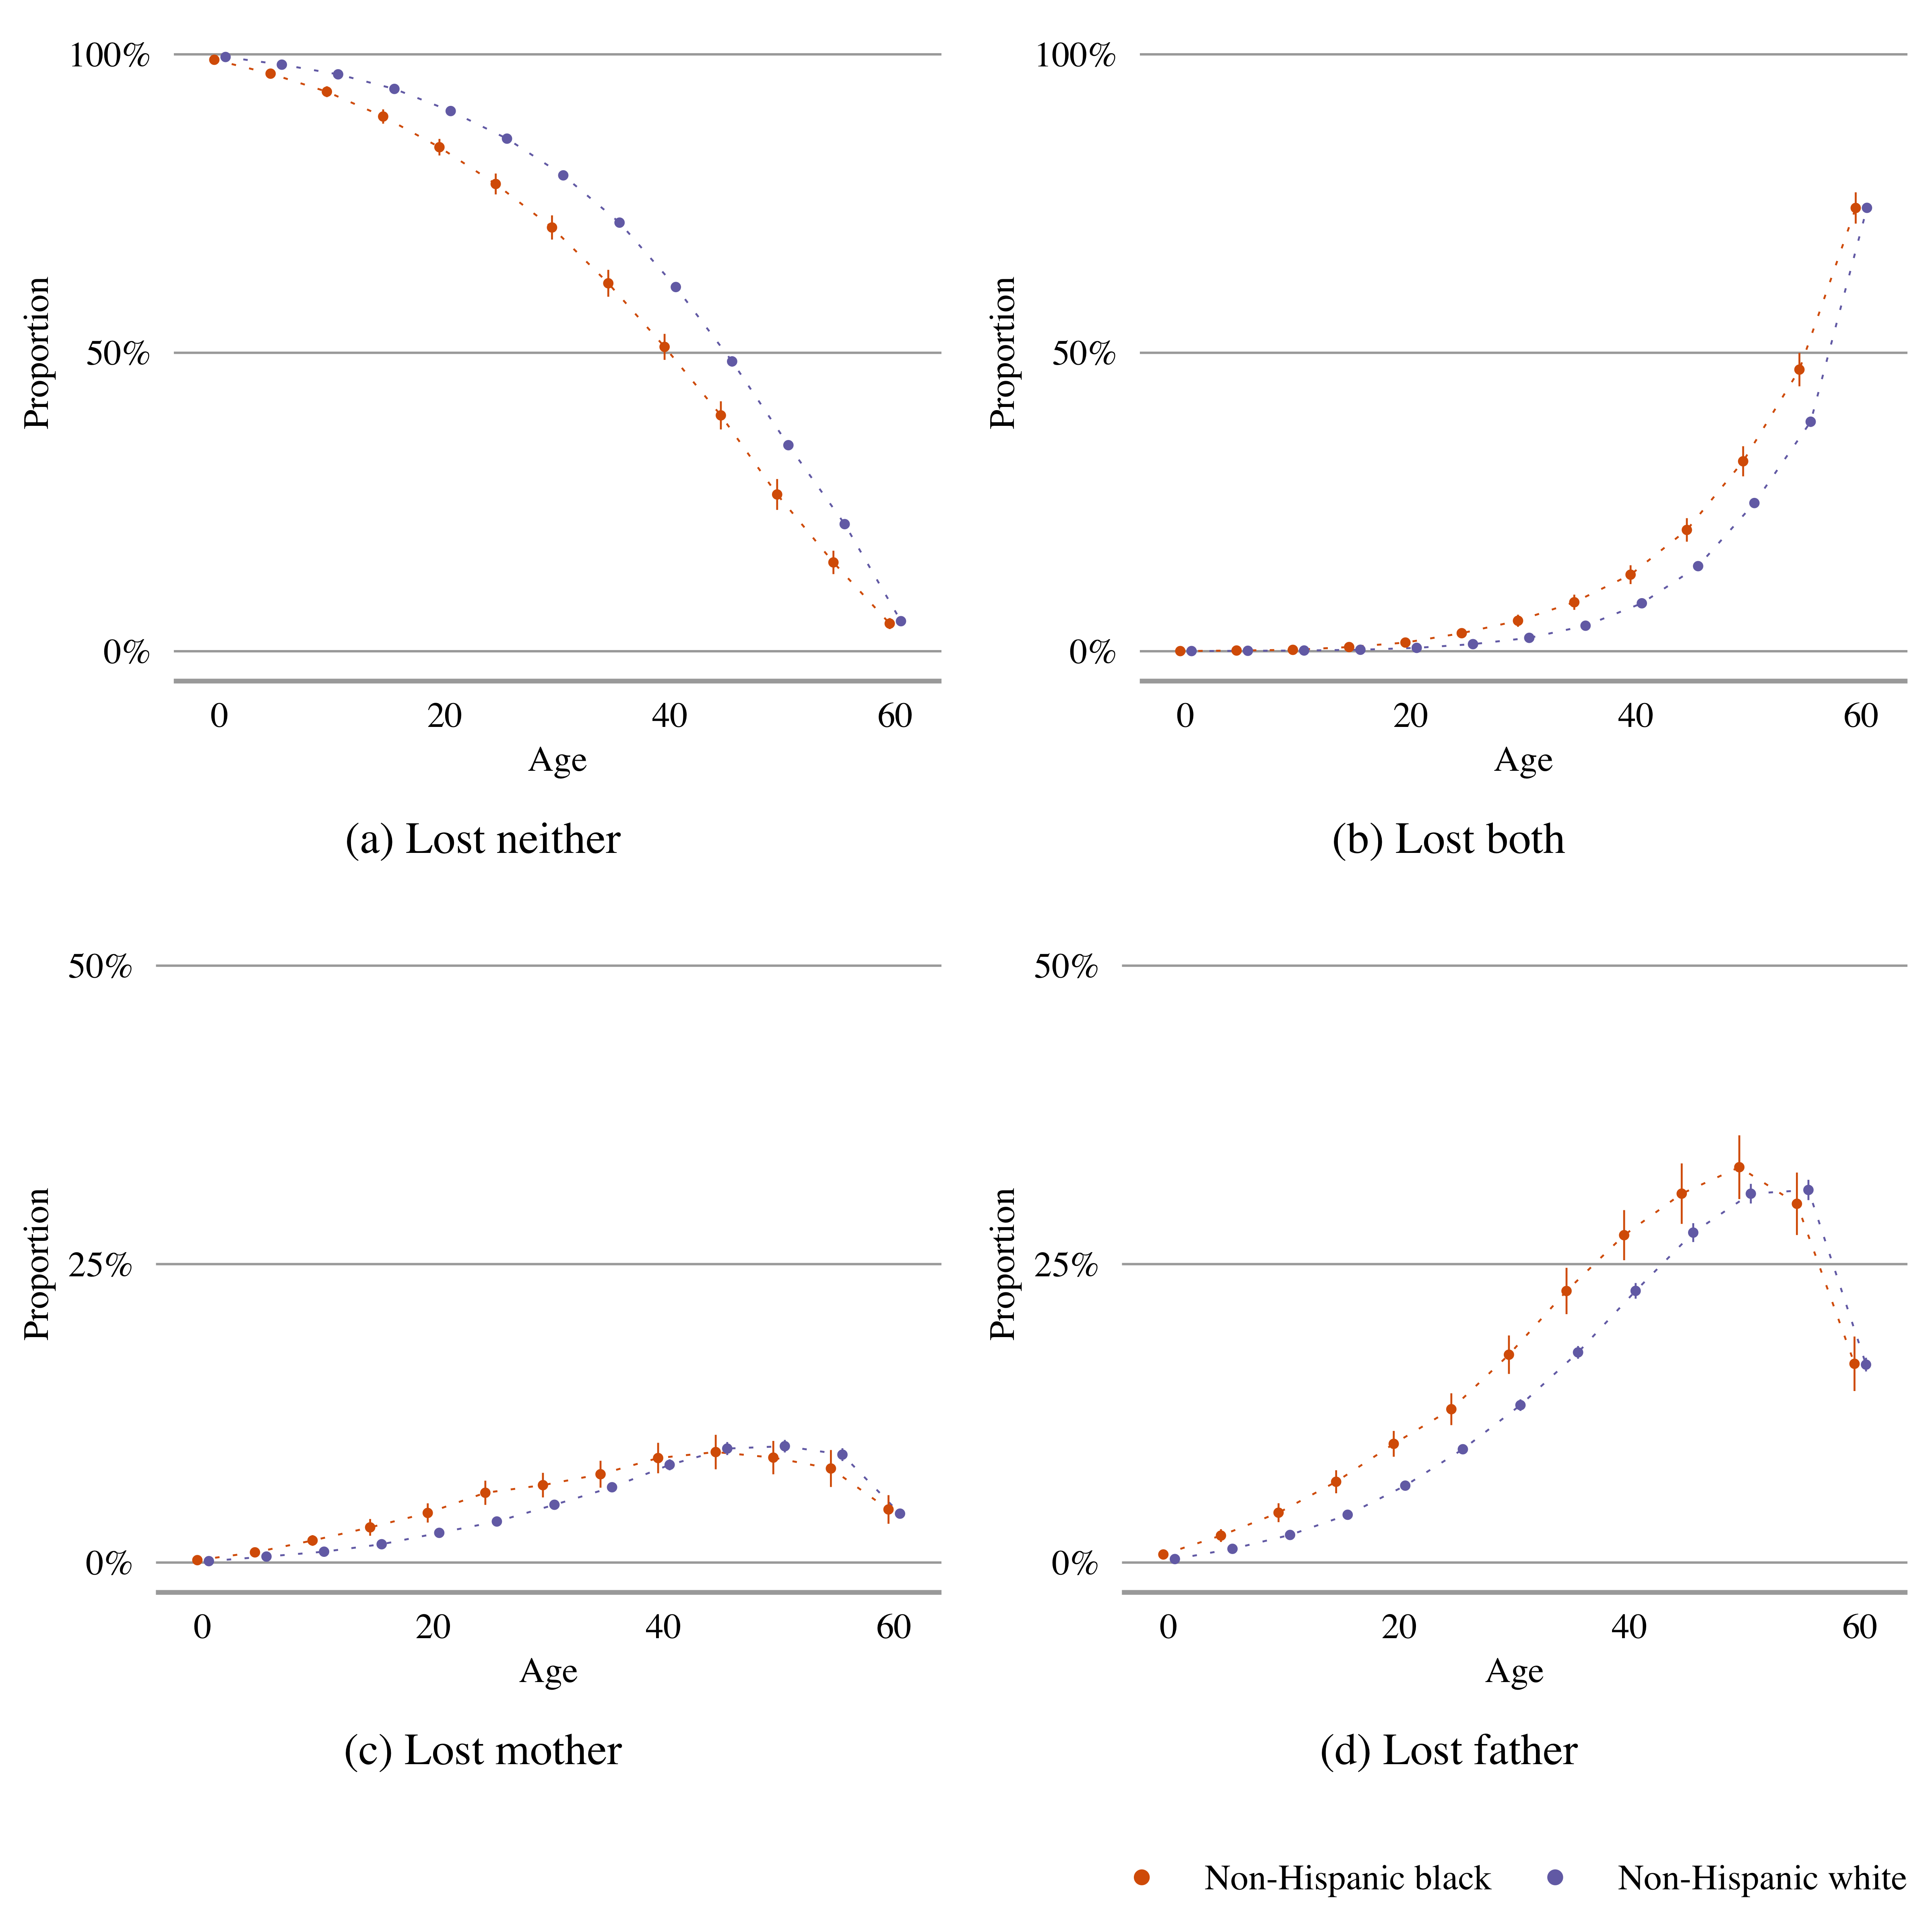 100%
50%
0%
Proportion
0 20 40 60
Age
(a) Lost neither
100%
50%
0%
Proportion
0 20 40 60
Age
(b) Lost both
50%
25%
0%
Proportion
0 20 40 60
Age
(c) Lost mother
50%
25%
0%
Proportion
0 20 40 60
Age
(d) Lost father
Non-Hispanic black Non-Hispanic white